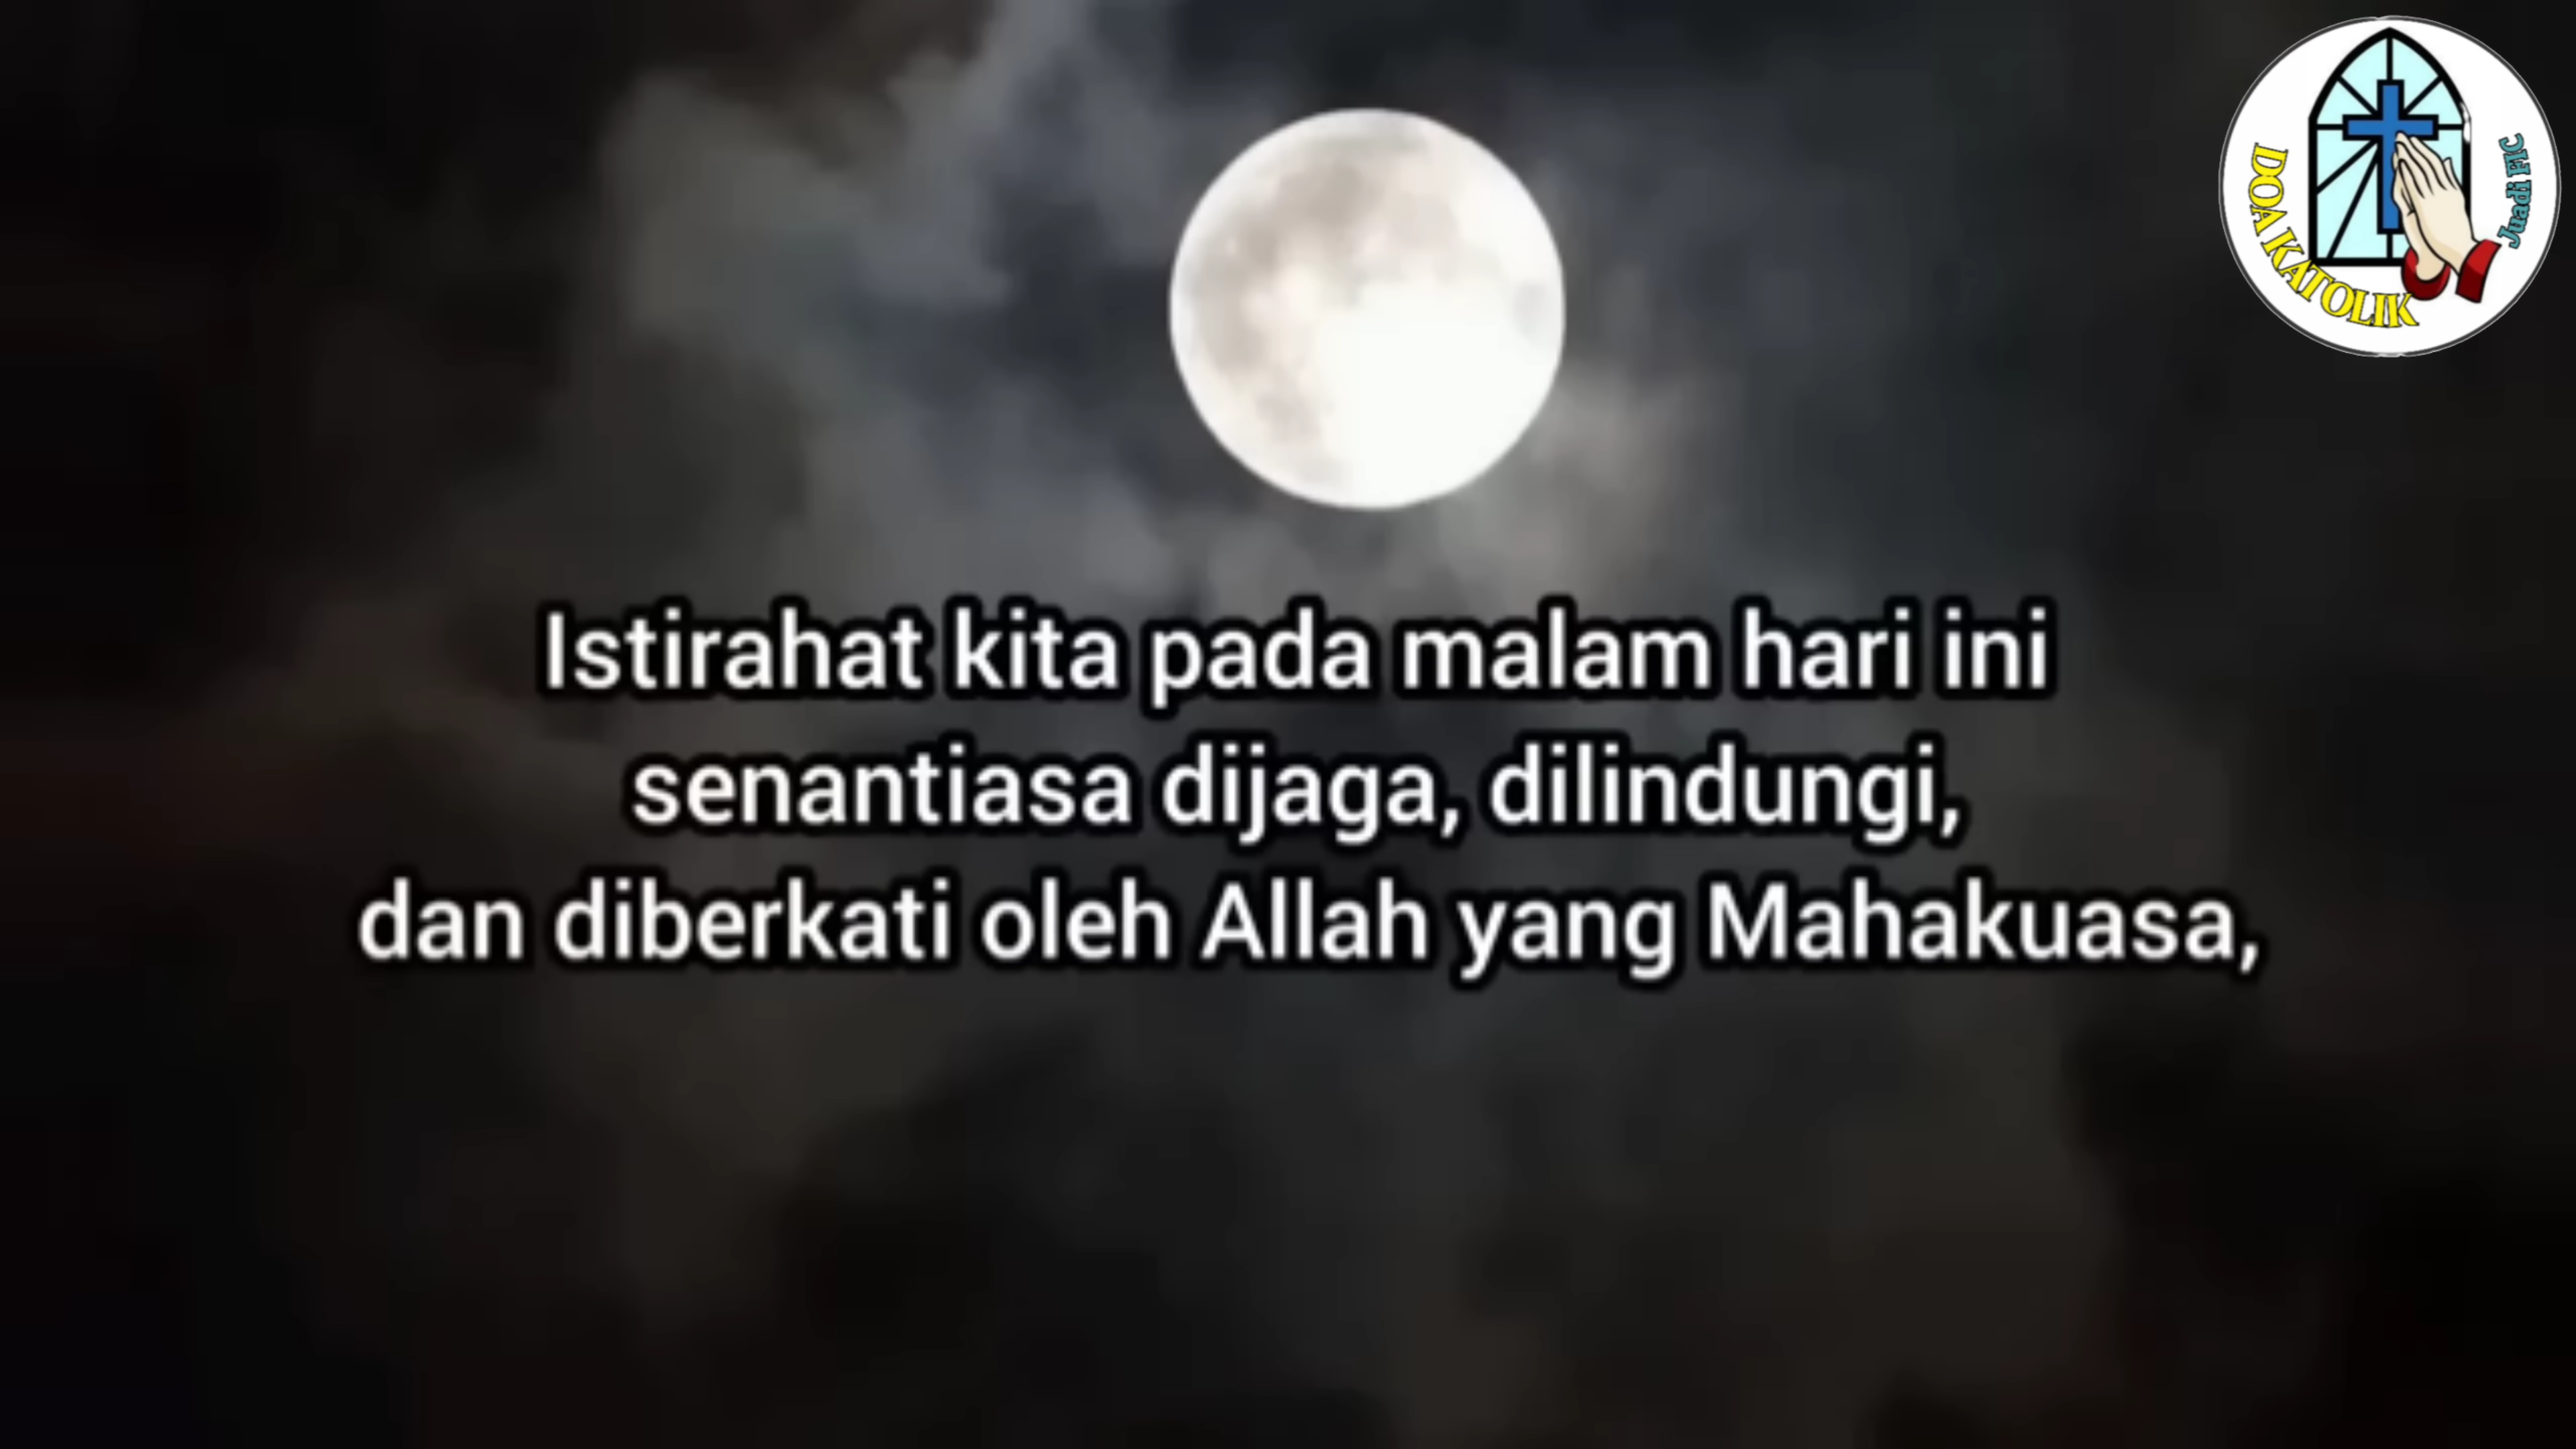 DOA KATOLIK
Juadi FIC
Istirahat kita pada malam hari ini
senantiasa dijaga, dilindungi,
dan diberkati oleh Allah yang Mahakuasa,